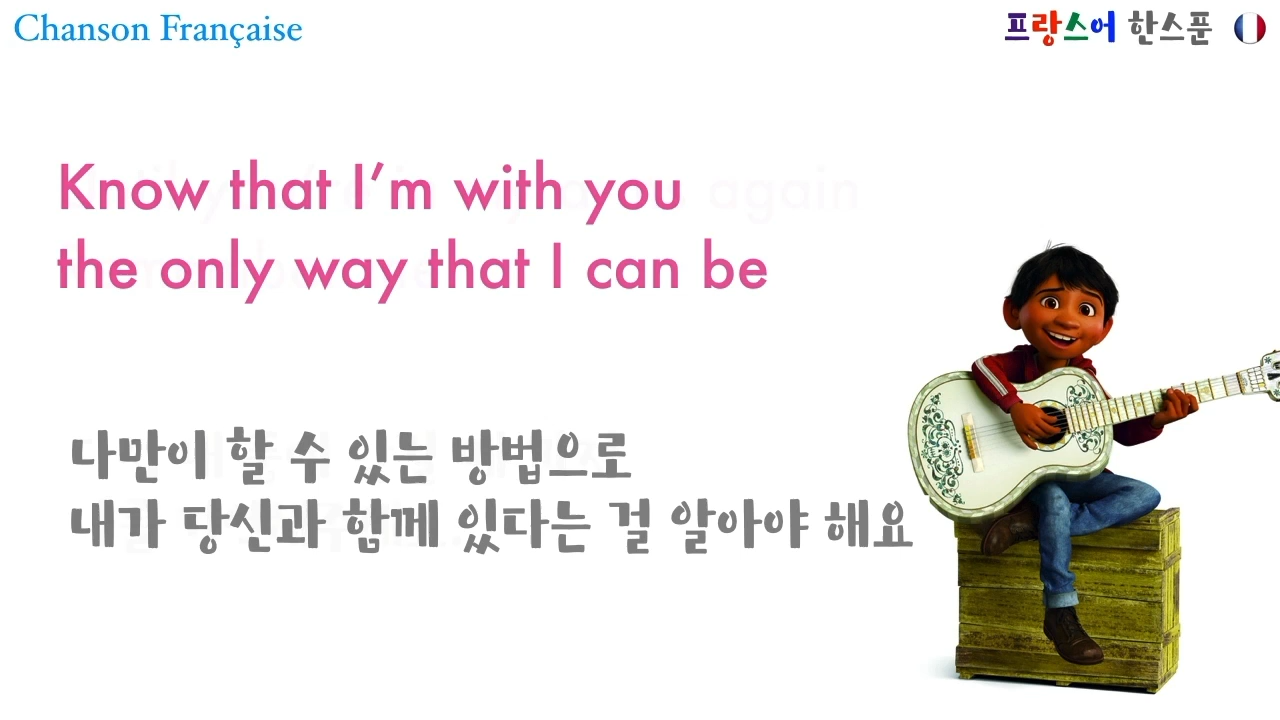 Chanson Française
프랑스어 한스푼
Know that I’m with you
the only way that I can be
나만이 할 수 있는 방법으로
내가 당신과 함께 있다는 걸 알아야 해요
again